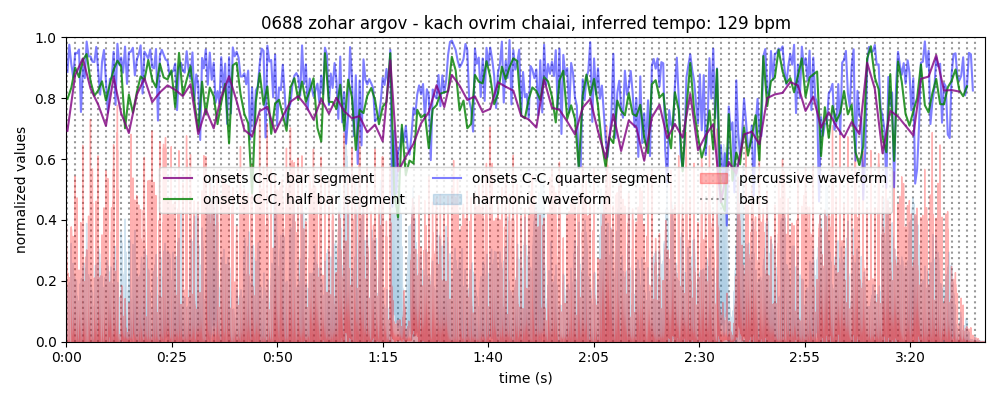 0688 zohar argov - kach ovrim chaiai, inferred tempo: 129 bpm
normalized values
1.0
0.8
0.6
0.4
0.2
0.0
onsets C-C, bar segment
onsets C-C, half bar segment
onsets C-C, quarter segment
harmonic waveform
percussive waveform
bars
0:00 0:25 0:50 1:15 1:40 2:05 2:30 2:55 3:20
time (s)